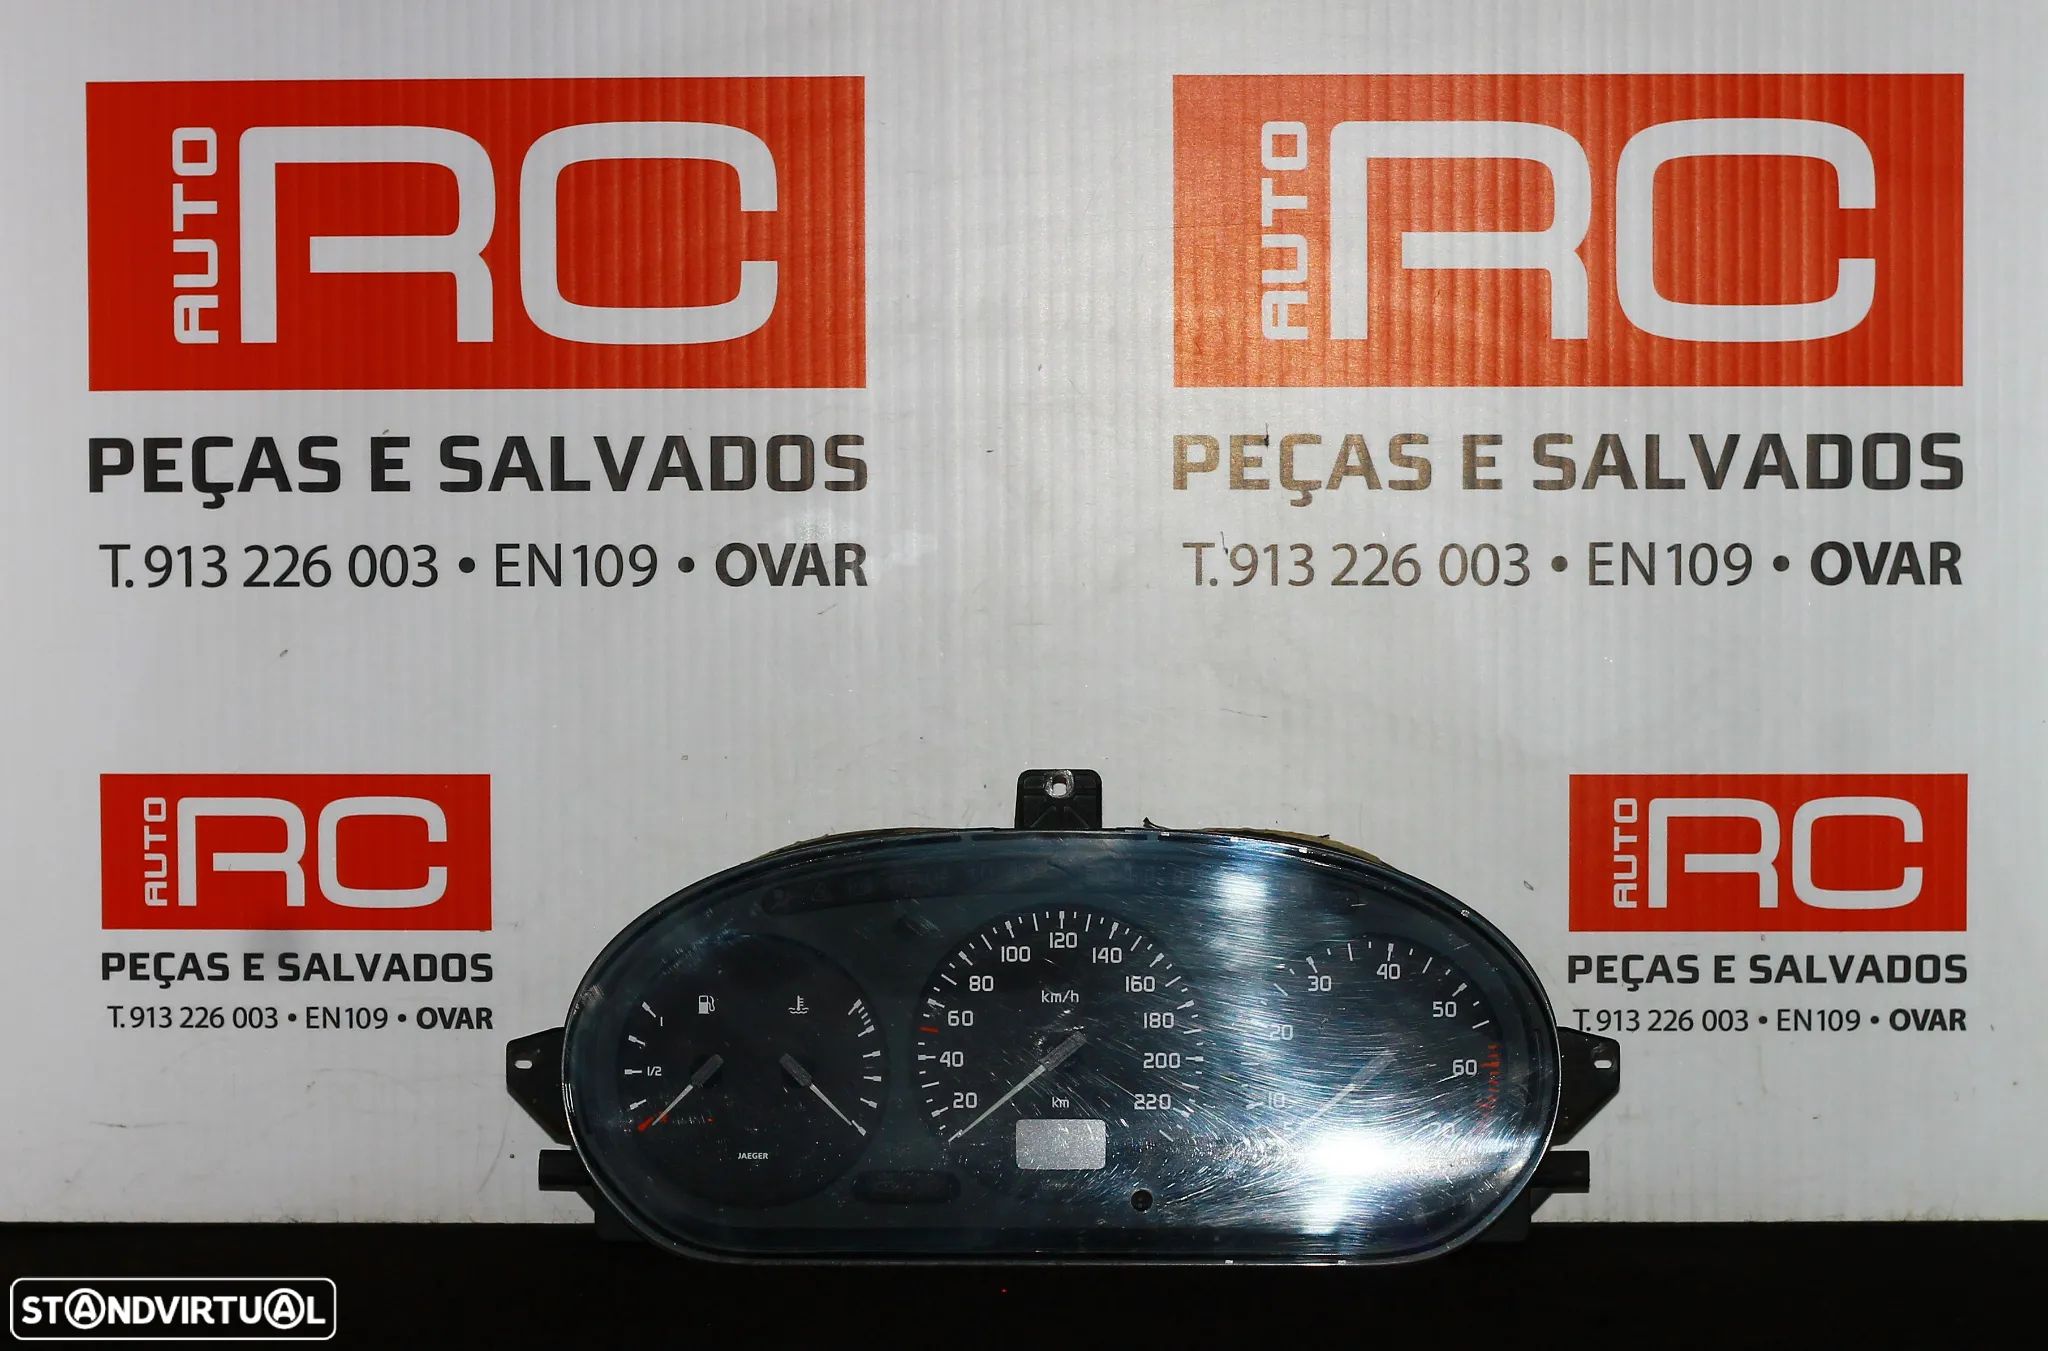 AUTO RC
PEÇAS E SALVADOS
T. 913 226 003 • EN109 • OVAR
AUTO RC
PEÇAS E SALVADOS
T. 913 226 003 • EN109 • OVAR
AUTO RC
PEÇAS E SALVADOS
T. 913 226 003 • EN109 • OVAR
AUTO RC
PEÇAS E SALVADOS
T. 913 226 003 • EN109 • OVAR
1
1/2
JAEGER
20
40
60
80
100
120
140
160
180
200
220
km/h
km
5
10
20
30
40
50
60
70
STANDVIRTUAL